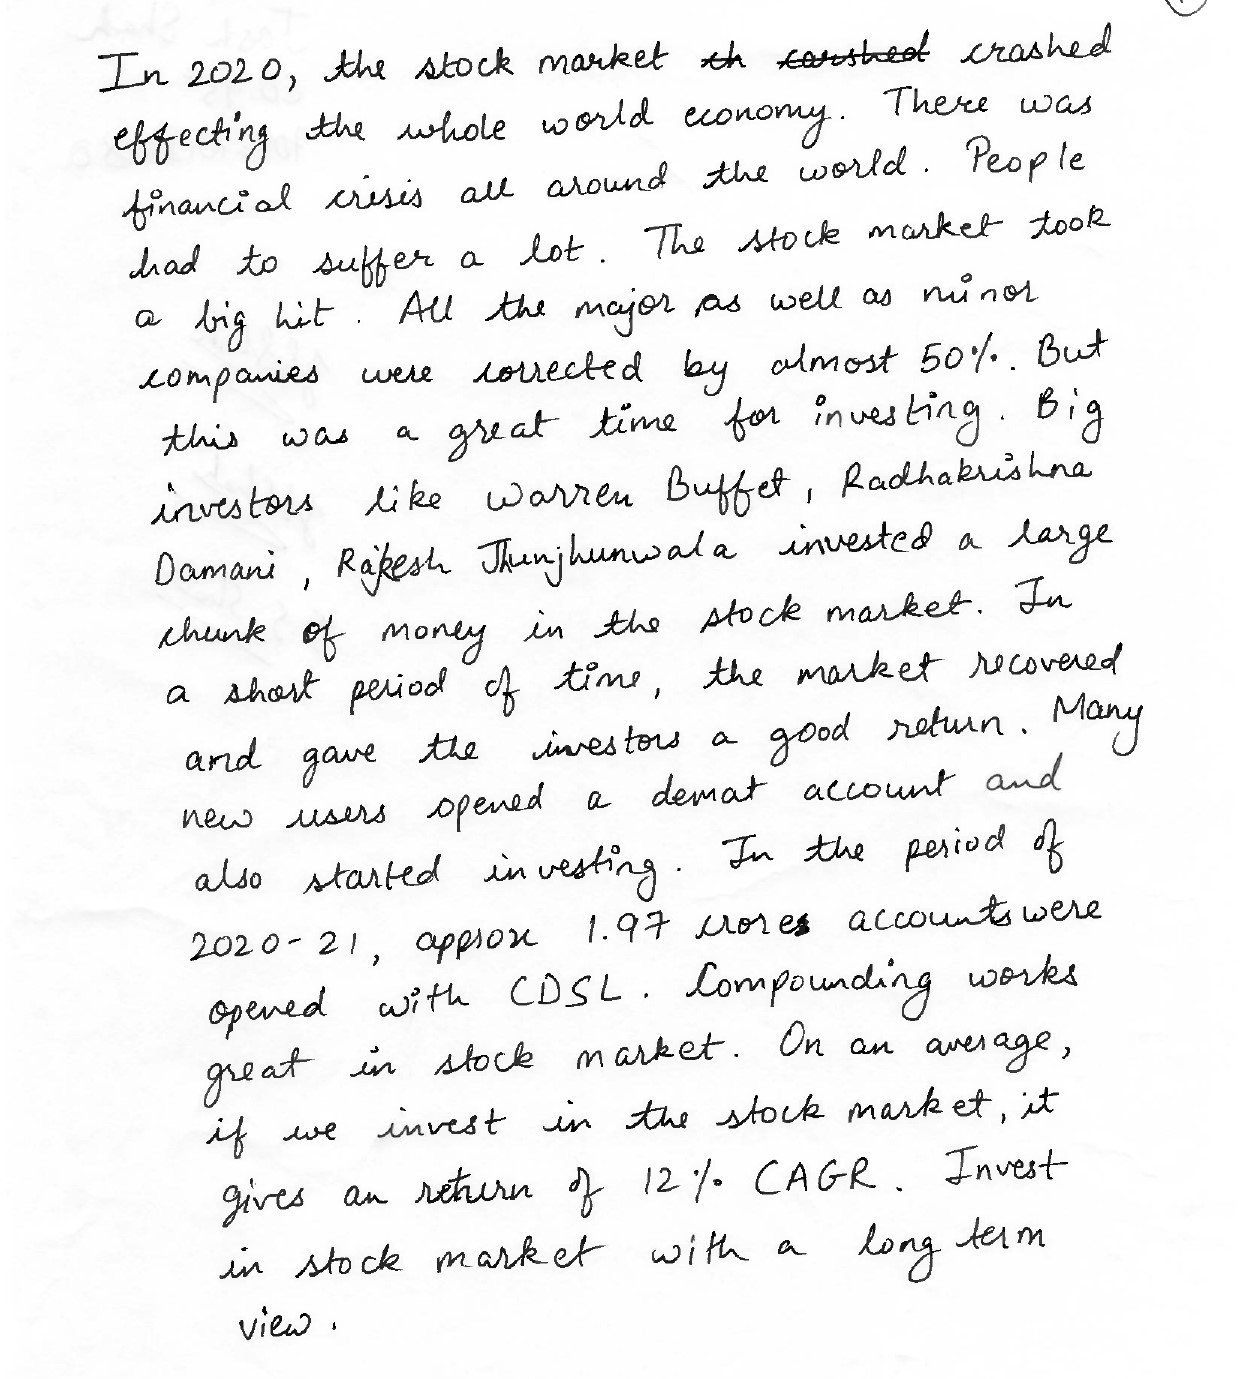 In 2020, the stock market ch carshed crashed
effecting the whole world economy. There was
financial crisis all around the world. People
had to suffer a lot. The stock market took
a big hit. All the major as well as minor
companies were corrected by almost 50%. But
this was a great time for investing. Big
investors like Warren Buffet, Radhakrishna
Damani, Rakesh Jhunjhunwala invested a large
chunk of money in the stock market. In
a short period of time, the market recovered
and gave the investors a good return. Many
new users opened a demat account and
also started investing. In the period of
2020-21, approx 1.97 crores accounts were
opened with CDSL. Compounding works
great in stock market. On an average,
if we invest in the stock market, it
gives an return of 12% CAGR. Invest
in stock market with a long term
view.